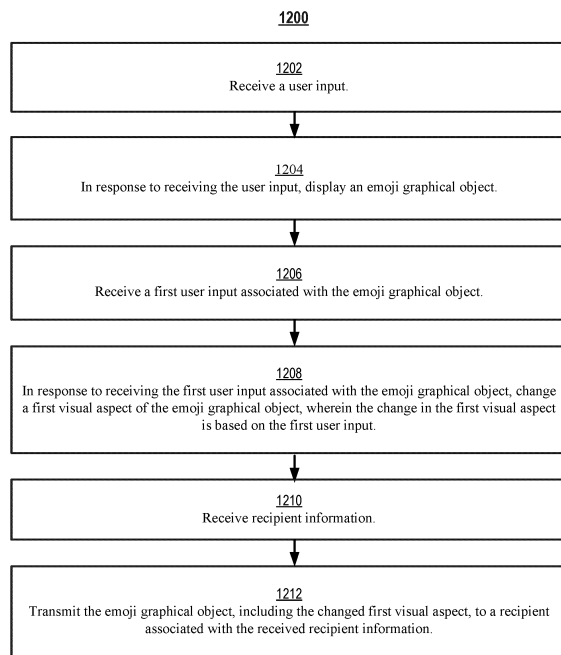 1200
1202
Receive a user input.
1204
In response to receiving the user input, display an emoji graphical object.
1206
Receive a first user input associated with the emoji graphical object.
1208
In response to receiving the first user input associated with the emoji graphical object, change
a first visual aspect of the emoji graphical object, wherein the change in the first visual aspect
is based on the first user input.
1210
Receive recipient information.
1212
Transmit the emoji graphical object, including the changed first visual aspect, to a recipient
associated with the received recipient information.